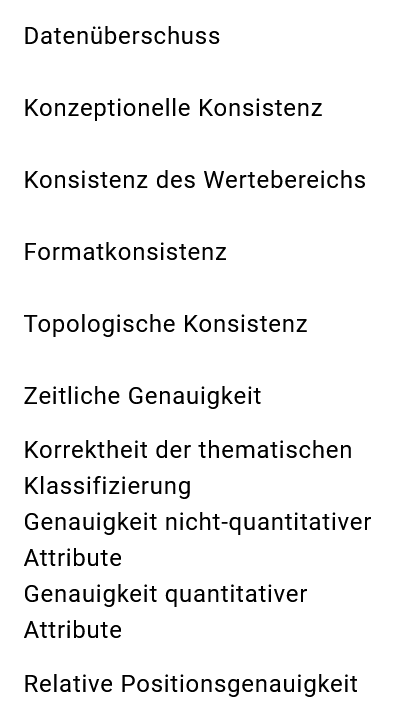 Datenüberschuss
Konzeptionelle Konsistenz
Konsistenz des Wertebereichs
Formatkonsistenz
Topologische Konsistenz
Zeitliche Genauigkeit
Korrektheit der thematischen
Klassifizierung
Genauigkeit nicht-quantitativer
Attribute
Genauigkeit quantitativer
Attribute
Relative Positionsgenauigkeit